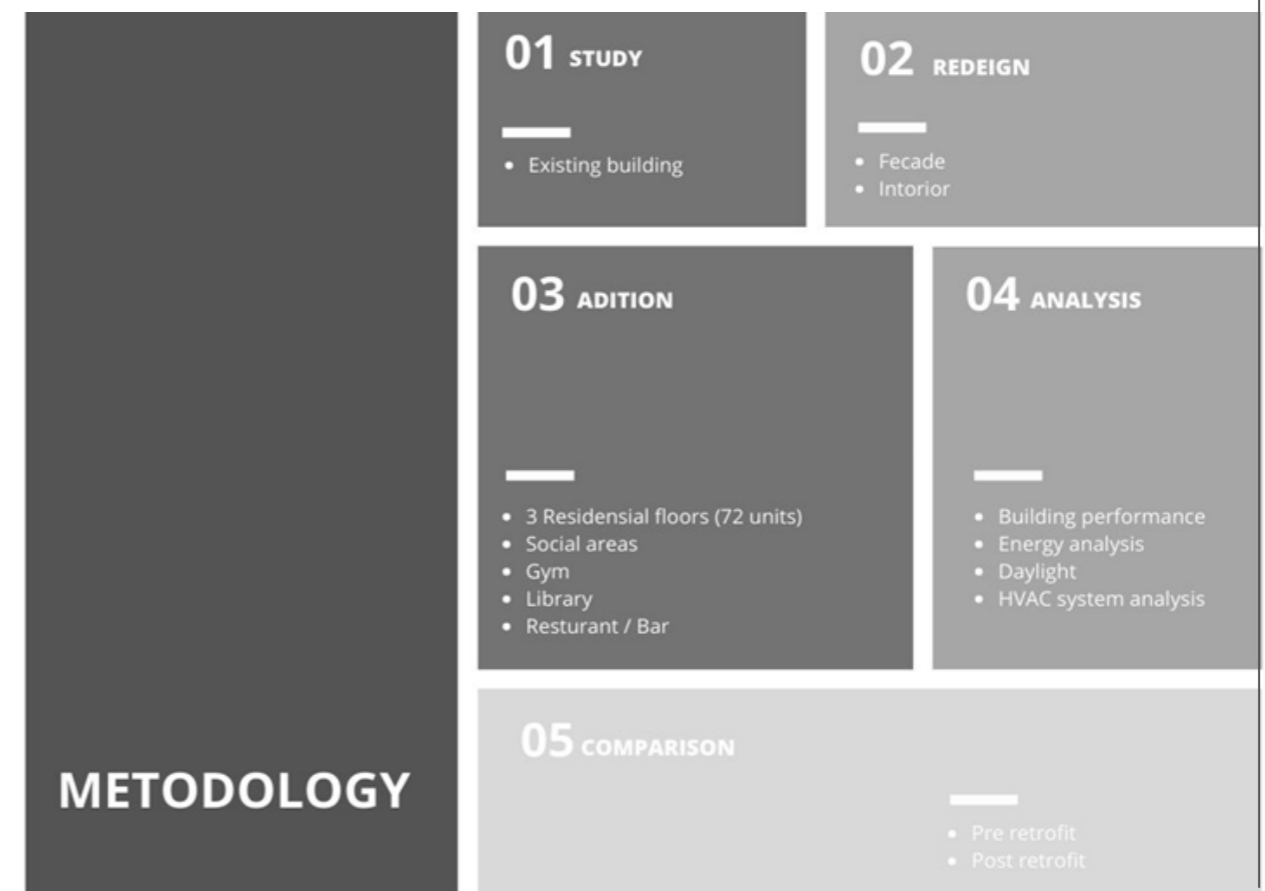 01 STUDY
• Existing building
02 REDEIGN
• Fecade
• Intorior
03 ADITION
• 3 Residensial floors (72 units)
• Social areas
• Gym
• Library
• Resturant / Bar
04 ANALYSIS
• Building performance
• Energy analysis
• Daylight
• HVAC system analysis
METODOLOGY
05 COMPARISON
• Pre retrofit
• Post retrofit